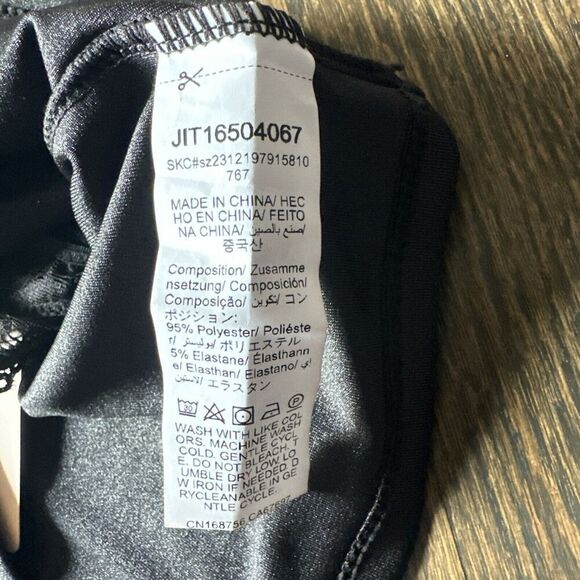 JIT16504067
SKC#sz2312197915810
767
MADE IN CHINA/ HEC
HO EN CHINA/ FEITO
NA CHINA/ صنع بالصين/
중국산
Composition/ Zusamme
nsetzung/ Composición/
Composição/ تكوين/ コン
ポジション:
95% Polyester/ Poliéste
r/ بوليستر/ ポリエステル
5% Elastane/ Élasthann
e/ Elasthan/ Elastano/ إي
لاستين/ エラスタン
WASH WITH LIKE COL
ORS. MACHINE WASH
COLD. GENTLE CYCL
E. DO NOT BLEACH. T
UMBLE DRY LOW LO
W IRON IF NEEDED D
RYCLEANABLE IN GE
NTLE CYCLE.
CN168756